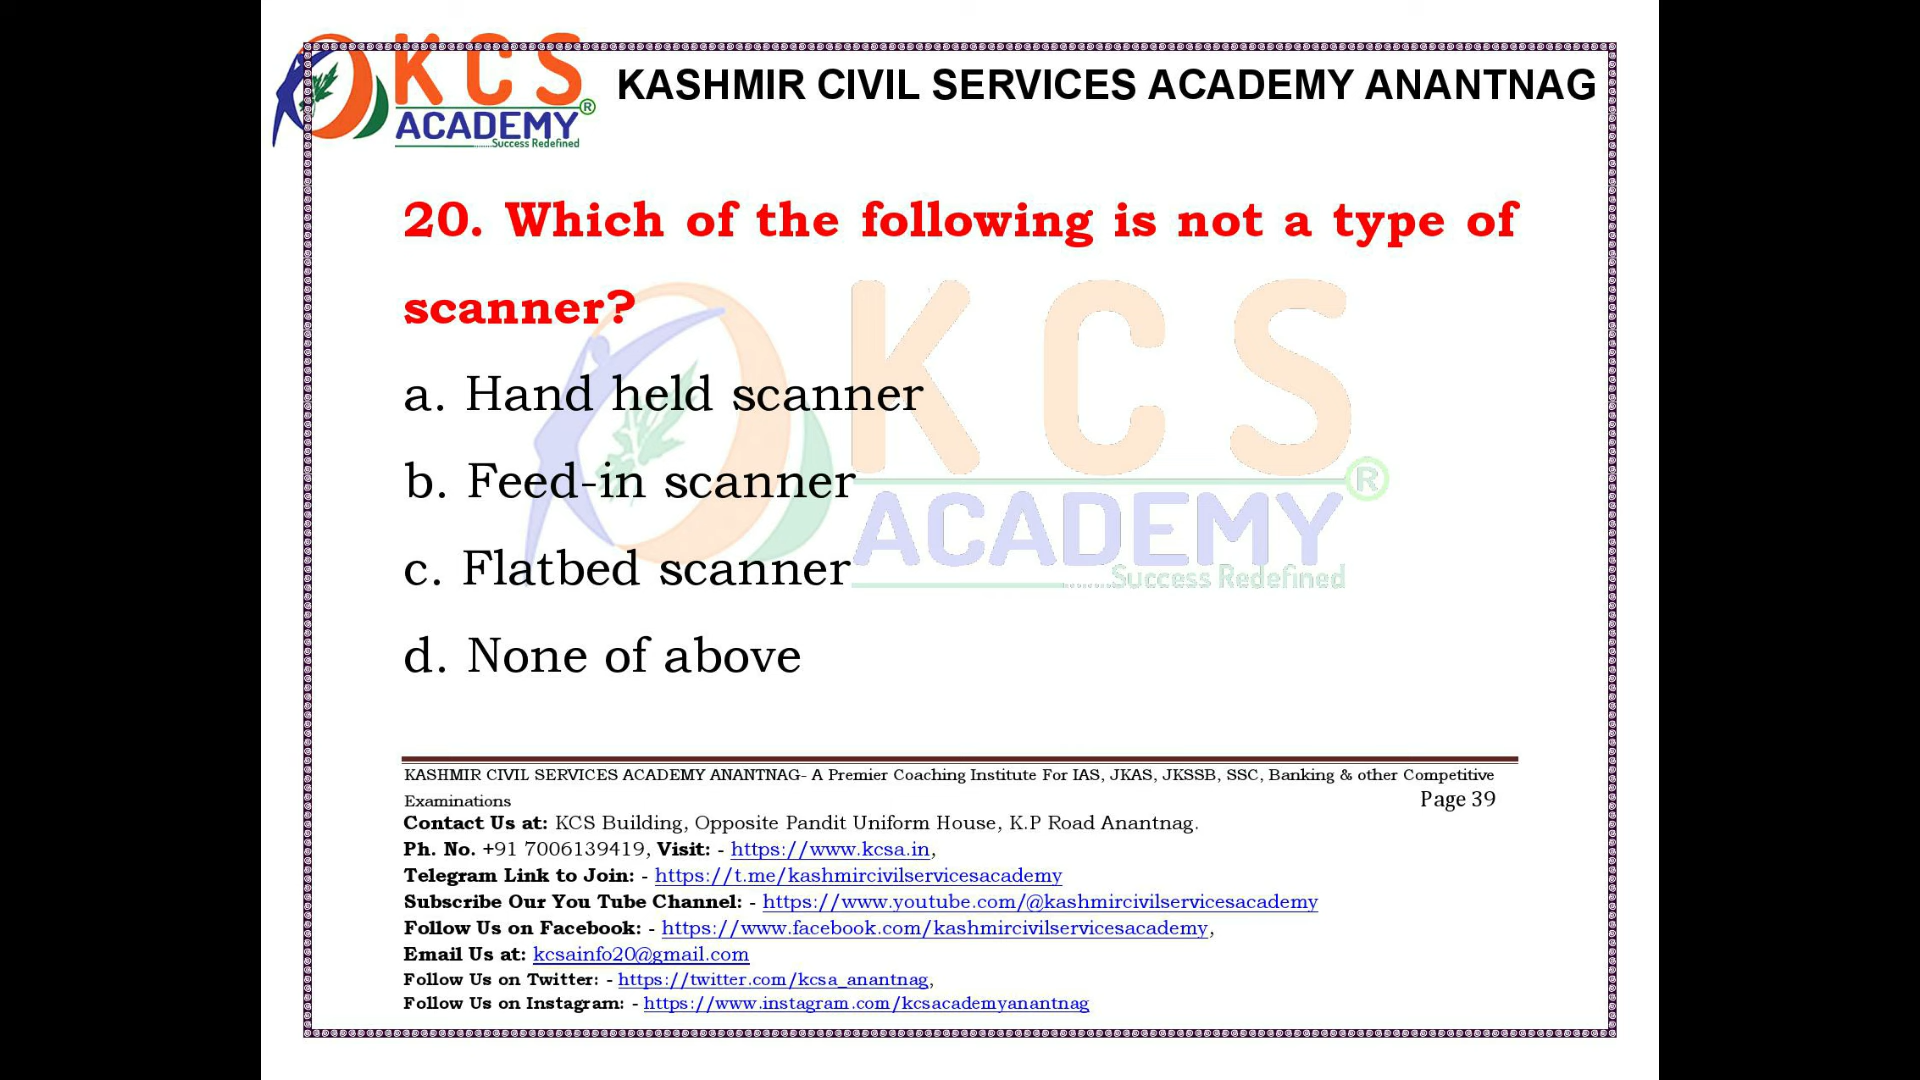 KCS
ACADEMY®
.......Success Redefined
KASHMIR CIVIL SERVICES ACADEMY ANANTNAG
20. Which of the following is not a type of
scanner?
a. Hand held scanner
b. Feed-in scanner
c. Flatbed scanner
d. None of above
KCS
ACADEMY®
.......Success Redefined
KASHMIR CIVIL SERVICES ACADEMY ANANTNAG- A Premier Coaching Institute For IAS, JKAS, JKSSB, SSC, Banking & other Competitive
Examinations Page 39
Contact Us at: KCS Building, Opposite Pandit Uniform House, K.P Road Anantnag.
Ph. No. +91 7006139419, Visit: - https://www.kcsa.in,
Telegram Link to Join: - https://t.me/kashmircivilservicesacademy
Subscribe Our You Tube Channel: - https://www.youtube.com/@kashmircivilservicesacademy
Follow Us on Facebook: - https://www.facebook.com/kashmircivilservicesacademy,
Email Us at: kcsainfo20@gmail.com
Follow Us on Twitter: - https://twitter.com/kcsa_anantnag,
Follow Us on Instagram: - https://www.instagram.com/kcsacademyanantnag